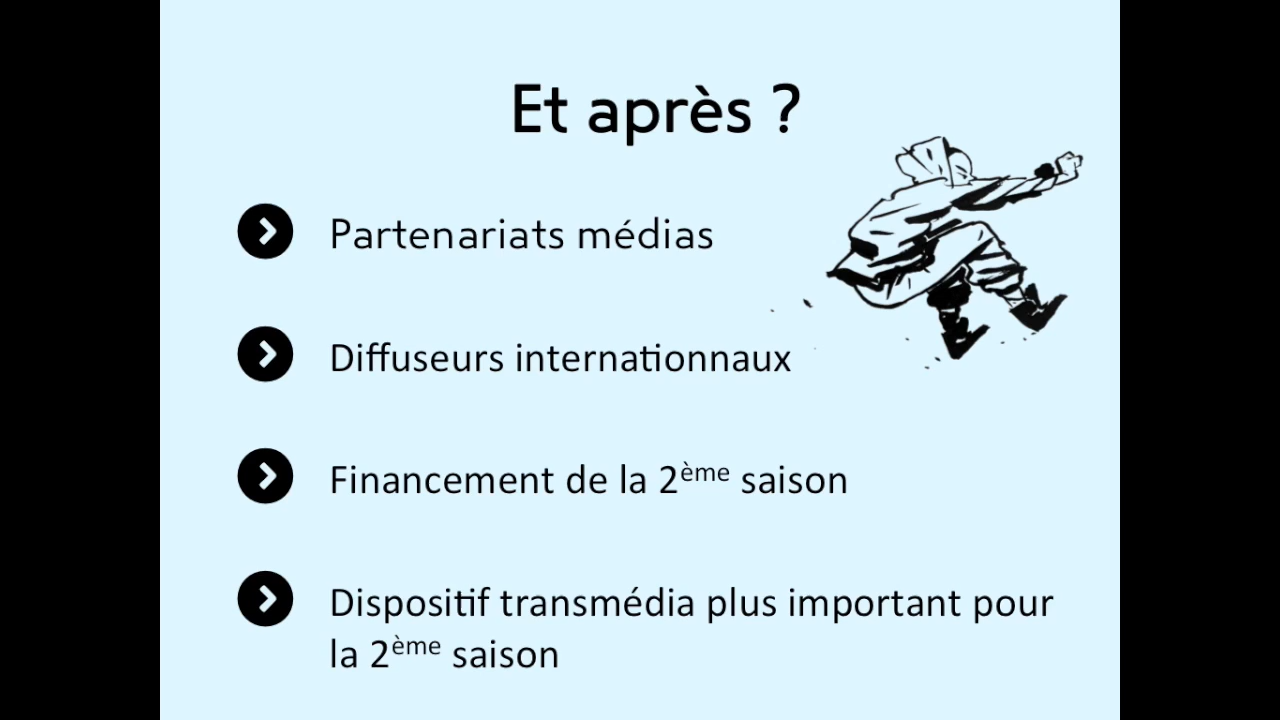 Et après ?
Partenariats médias
Diffuseurs internationnaux
Financement de la 2ème saison
Dispositif transmédia plus important pour
la 2ème saison